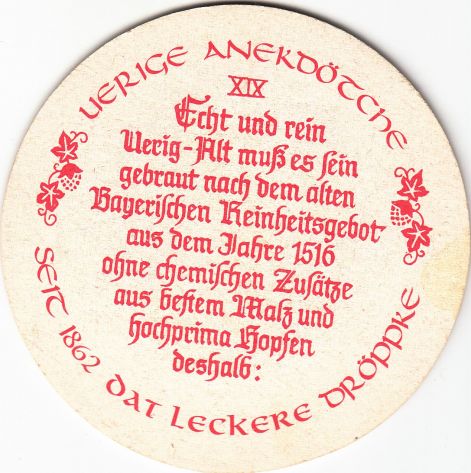 UERIGE ANEKDÖTCHE
XIX
Echt und rein
Uerig-Alt muß es sein
gebraut nach dem alten
Bayerischen Reinheitsgebot
aus dem Jahre 1516
ohne chemischen Zusätze
aus bestem Malz und
hochprima Hopfen
deshalb:
SEIT 1862 DAT LECKERE DRÖPPKE